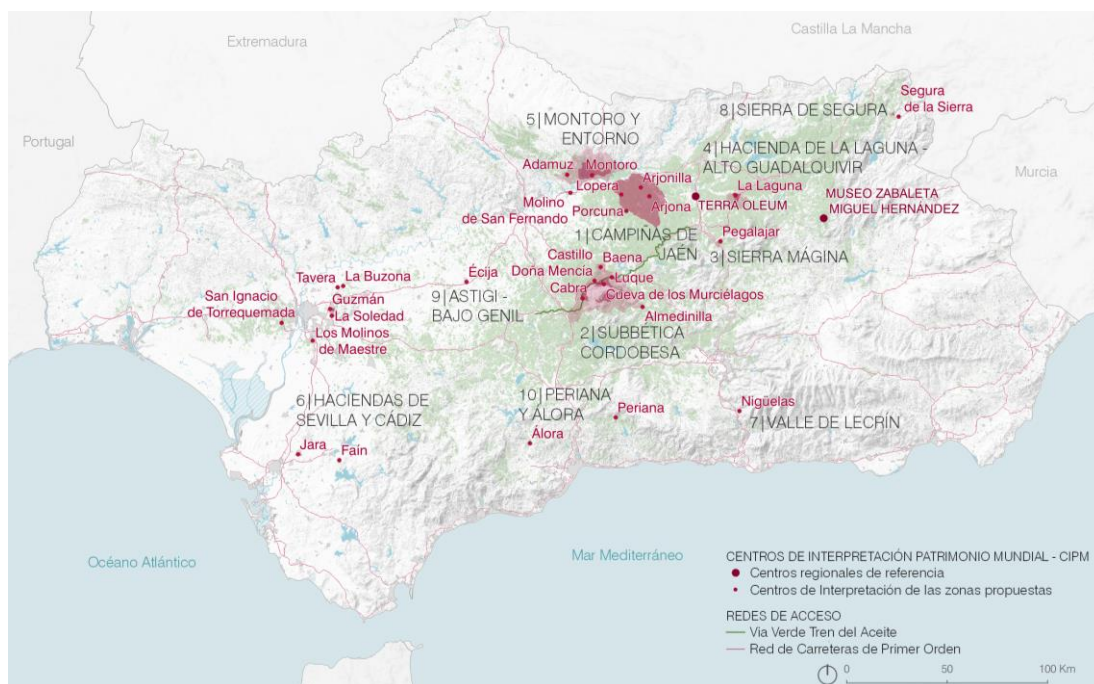 Extremadura
Castilla La Mancha
Portugal
Murcia
Segura
de la Sierra
8|SIERRA DE SEGURA
5|MONTORO Y
ENTORNO
4|HACIENDA DE LA LAGUNA -
ALTO GUADALQUIVIR
Adamuz
Montoro
Arjonilla
Lopera
La Laguna
MUSEO ZABALETA
MIGUEL HERNÁNDEZ
Molino
de San Fernando
Arjona
TERRA OLEUM
Porcuna
1|CAMPIÑAS DE
JAÉN
Pegalajar
3|SIERRA MÁGINA
Castillo
Baena
Doña Mencia
Luque
Cabra
Cueva de los Murciélagos
Écija
Tavera
La Buzona
9|ASTIGI -
BAJO GENIL
Almedinilla
San Ignacio
de Torrequemada
Guzmán
La Soledad
Los Molinos
de Maestre
2|SUBBÉTICA
CORDOBESA
6|HACIENDAS DE
SEVILLA Y CÁDIZ
10|PERIANA
Y ÁLORA
Periana
Nigüelas
7|VALLE DE LECRÍN
Álora
Jara
Faín
Océano Atlántico
Mar Mediterráneo
CENTROS DE INTERPRETACIÓN PATRIMONIO MUNDIAL - CIPM
Centros regionales de referencia
Centros de Interpretación de las zonas propuestas
REDES DE ACCESO
Via Verde Tren del Aceite
Red de Carreteras de Primer Orden
0 50 100 Km